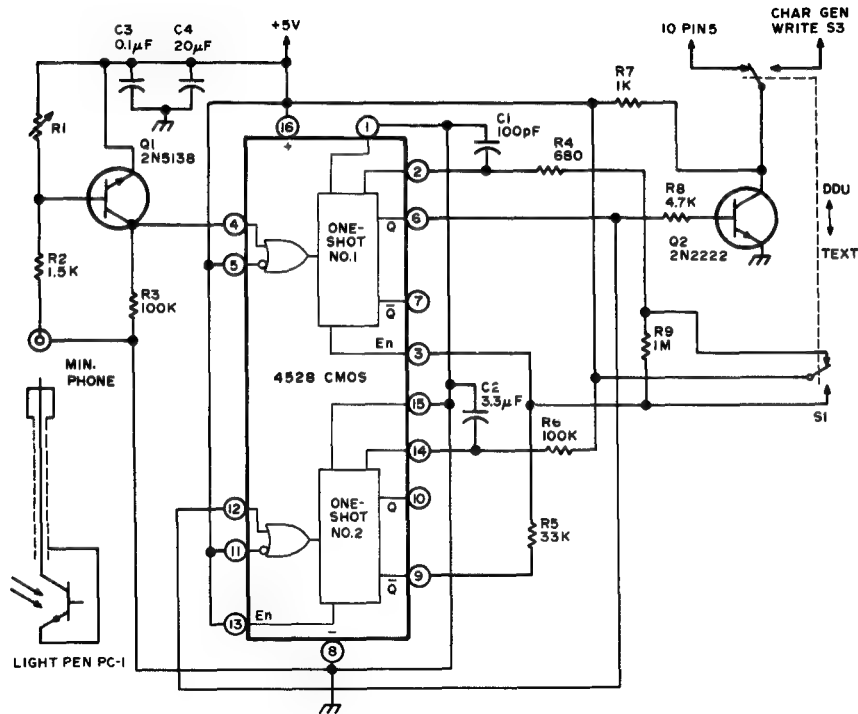 C3
0.1µF
C4
20µF
+5V
CHAR GEN
WRITE S3
10 PIN5
R7
1K
R1
Q1
2N5138
16
+
1
C1
100pF
2
R4
680
4
ONE-
SHOT
NO.1
Q
6
R8
4.7K
DDU
5
Q2
2N2222
TEXT
R2
1.5K
R3
100K
Q̅
7
R9
1M
En
3
MIN.
PHONE
4528 CMOS
C2
3.3µF
15
S1
R6
100K
14
12
ONE-
SHOT
NO.2
Q
10
11
R5
33K
Q̅
9
13
En
–
8
LIGHT PEN PC-1